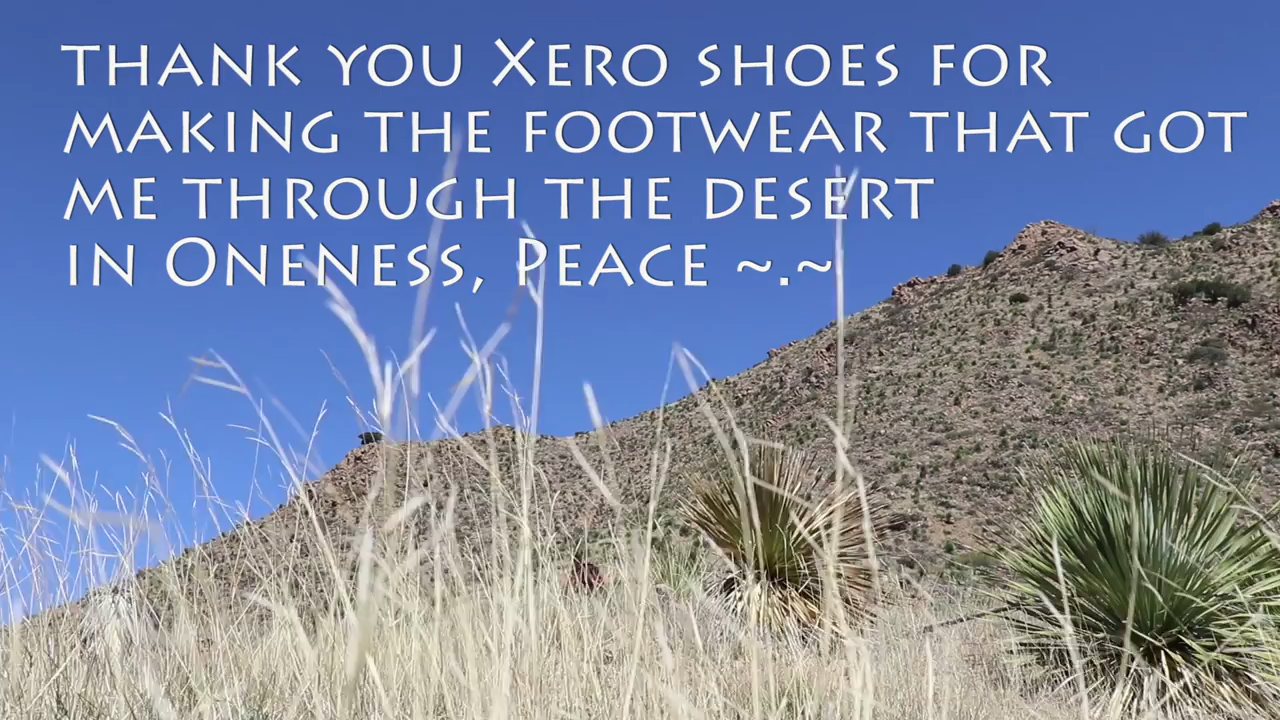 THANK YOU XERO SHOES FOR
MAKING THE FOOTWEAR THAT GOT
ME THROUGH THE DESERT
IN ONENESS, PEACE ~.~